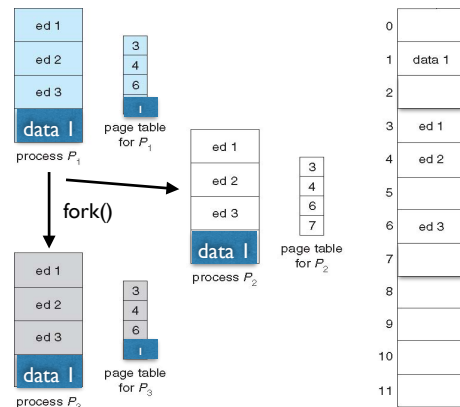 ed 1
ed 2
ed 3
data 1
process P1
3
4
6
1
page table
for P1
fork()
ed 1
ed 2
ed 3
data 1
process P2
3
4
6
7
page table
for P2
ed 1
ed 2
ed 3
data 1
process P3
3
4
6
1
page table
for P3
0
1 data 1
2
3 ed 1
4 ed 2
5
6 ed 3
7
8
9
10
11